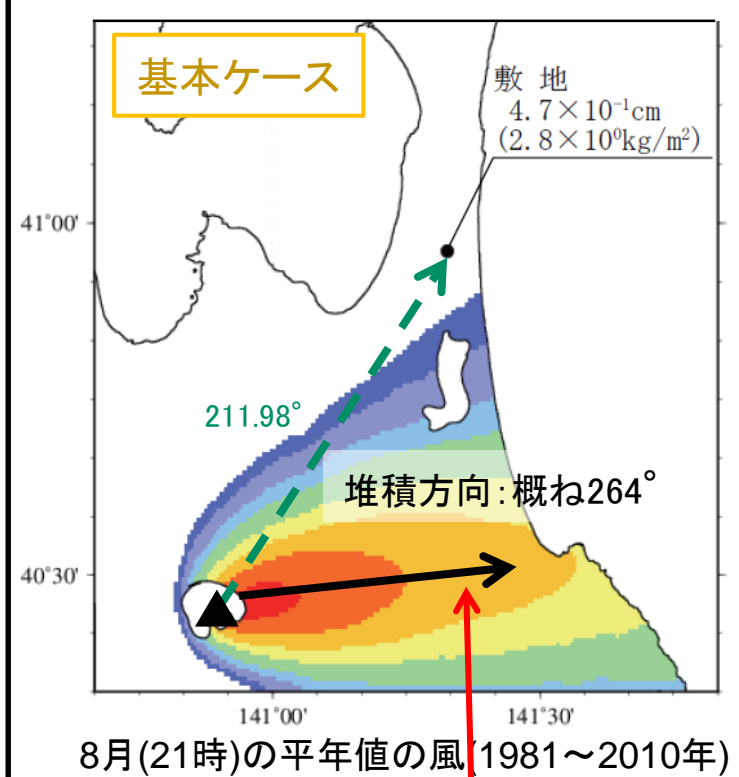 基本ケース
敷 地
4.7×10⁻¹cm
(2.8×10⁰kg/m²)
41°00'
211.98°
堆積方向:概ね264°
40°30'
141°00'
141°30'
8月(21時)の平年値の風(1981～2010年)